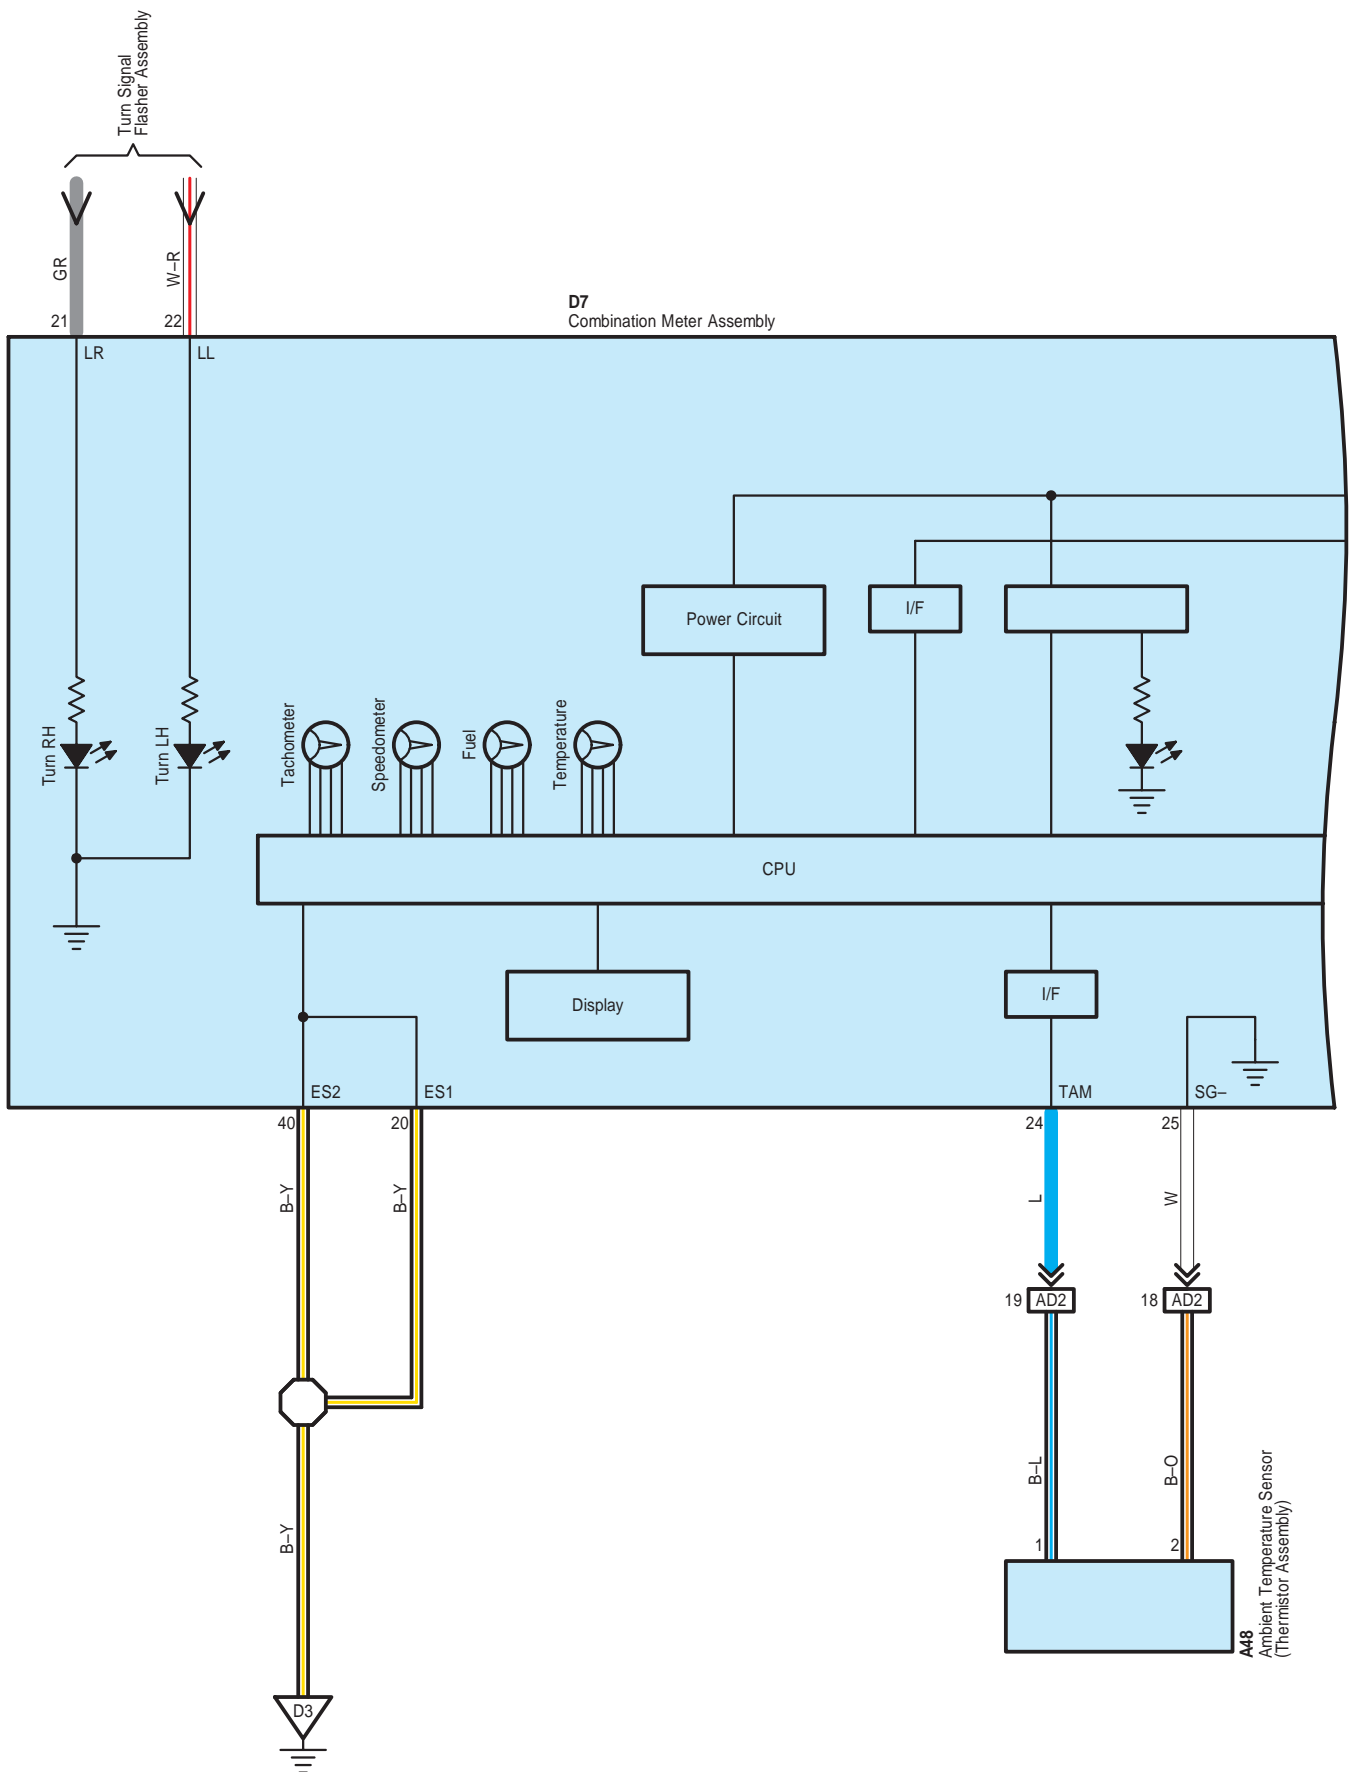 Turn Signal
Flasher Assembly
GR
W–R
21
22
D7
Combination Meter Assembly
LR
LL
Power Circuit
I/F
Turn RH
Turn LH
Tachometer
Speedometer
Fuel
Temperature
CPU
Display
I/F
ES2
ES1
TAM
SG–
40
20
24
25
B–Y
B–Y
L
W
19
AD2
18
AD2
B–Y
B–L
B–O
1
2
A48
Ambient Temperature Sensor
(Thermistor Assembly)
D3